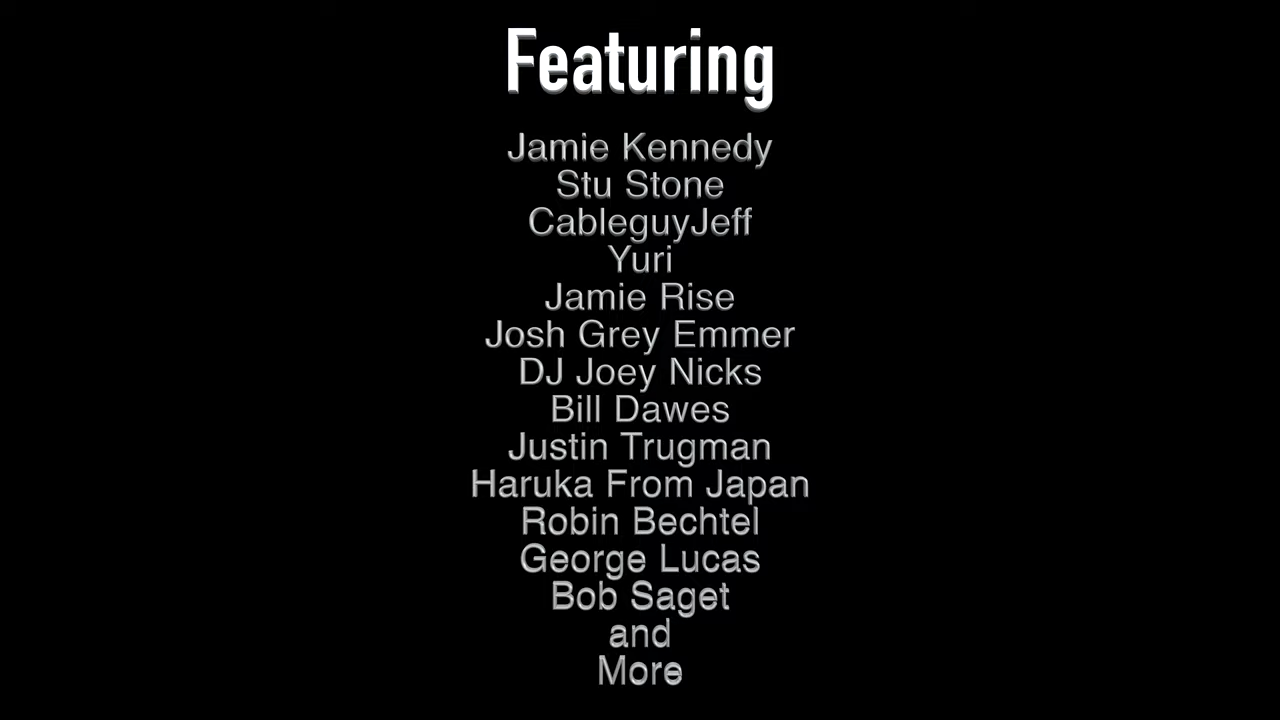 Featuring
Jamie Kennedy
Stu Stone
CableguyJeff
Yuri
Jamie Rise
Josh Grey Emmer
DJ Joey Nicks
Bill Dawes
Justin Trugman
Haruka From Japan
Robin Bechtel
George Lucas
Bob Saget
and
More